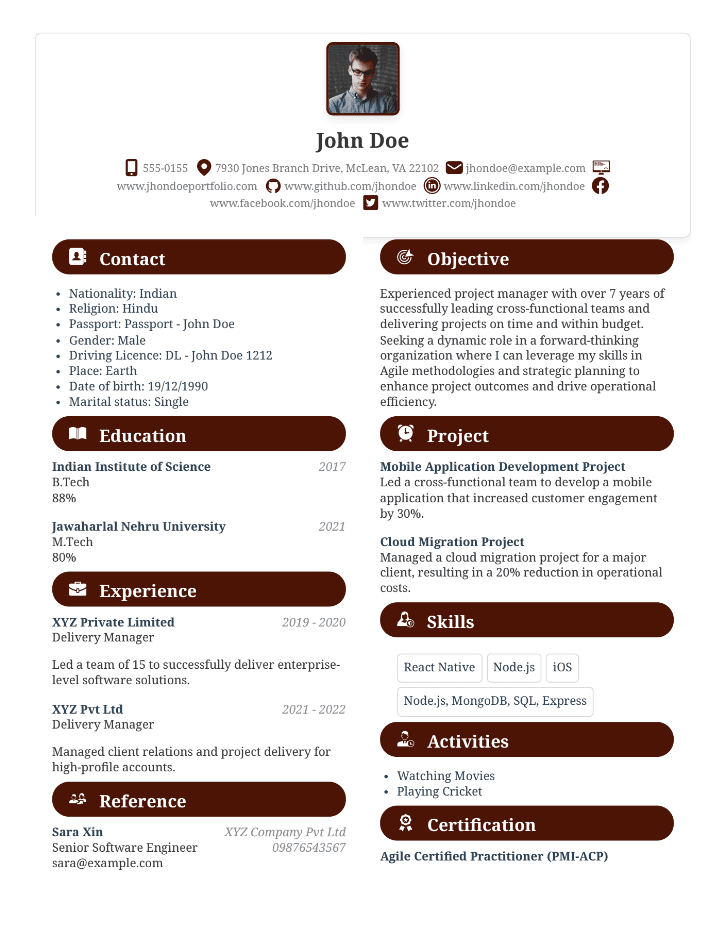 John Doe
555-0155 7930 Jones Branch Drive, McLean, VA 22102 jhondoe@example.com
www.jhondoeportfolio.com www.github.com/jhondoe www.linkedin.com/jhondoe
www.facebook.com/jhondoe www.twitter.com/jhondoe
Contact
• Nationality: Indian
• Religion: Hindu
• Passport: Passport - John Doe
• Gender: Male
• Driving Licence: DL - John Doe 1212
• Place: Earth
• Date of birth: 19/12/1990
• Marital status: Single
Education
Indian Institute of Science 2017
B.Tech
88%
Jawaharlal Nehru University 2021
M.Tech
80%
Experience
XYZ Private Limited 2019 - 2020
Delivery Manager
Led a team of 15 to successfully deliver enterprise-
level software solutions.
XYZ Pvt Ltd 2021 - 2022
Delivery Manager
Managed client relations and project delivery for
high-profile accounts.
Reference
Sara Xin XYZ Company Pvt Ltd
Senior Software Engineer 09876543567
sara@example.com
Objective
Experienced project manager with over 7 years of
successfully leading cross-functional teams and
delivering projects on time and within budget.
Seeking a dynamic role in a forward-thinking
organization where I can leverage my skills in
Agile methodologies and strategic planning to
enhance project outcomes and drive operational
efficiency.
Project
Mobile Application Development Project
Led a cross-functional team to develop a mobile
application that increased customer engagement
by 30%.
Cloud Migration Project
Managed a cloud migration project for a major
client, resulting in a 20% reduction in operational
costs.
Skills
React Native Node.js iOS
Node.js, MongoDB, SQL, Express
Activities
• Watching Movies
• Playing Cricket
Certification
Agile Certified Practitioner (PMI-ACP)